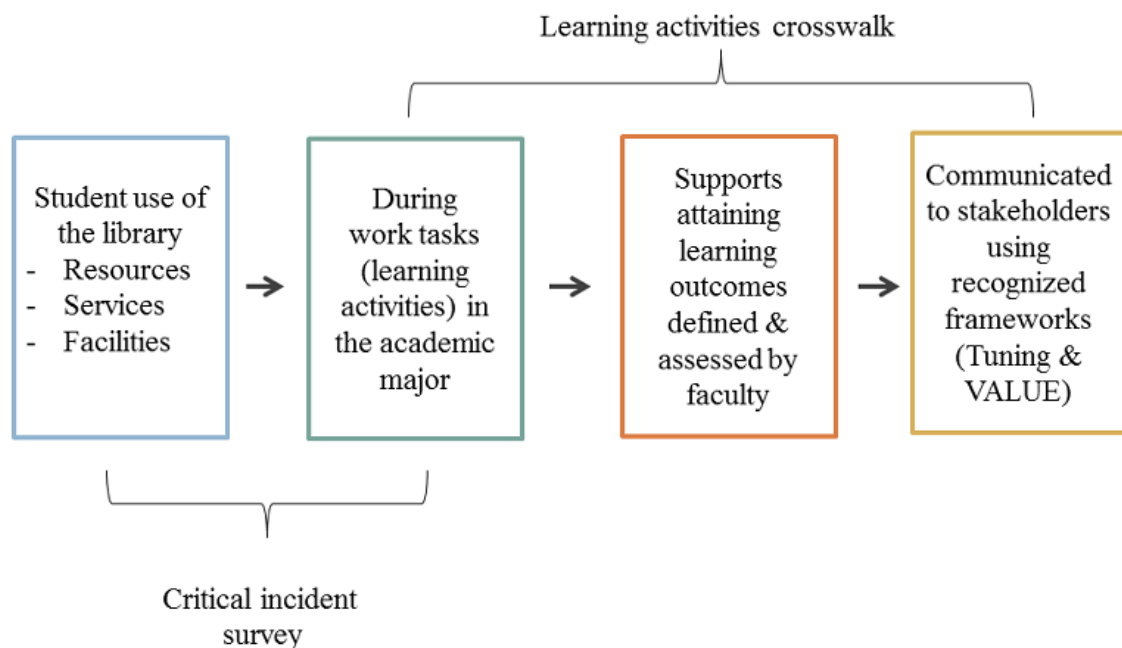 Learning activities crosswalk
Student use of
the library
- Resources
- Services
- Facilities
During
work tasks
(learning
activities) in
the academic
major
Supports
attaining
learning
outcomes
defined &
assessed by
faculty
Communicated
to stakeholders
using
recognized
frameworks
(Tuning &
VALUE)
Critical incident
survey